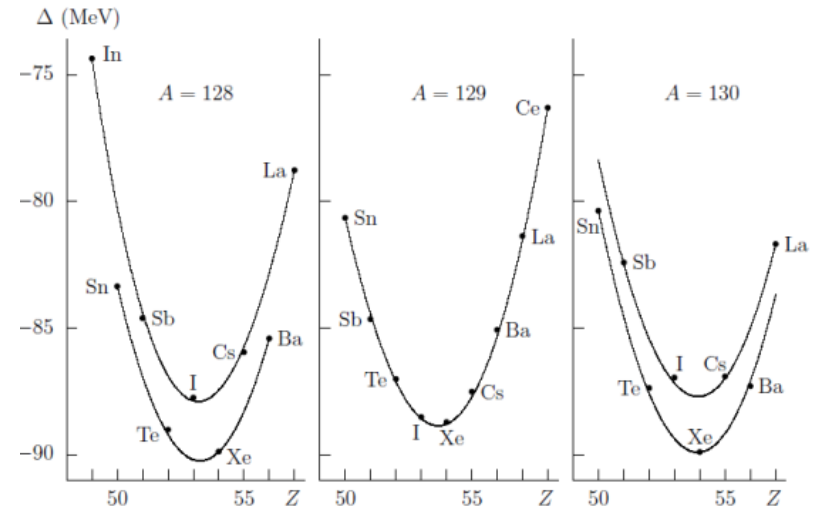 Δ (MeV)
−75
−80
−85
−90
A = 128
In
Sn
Sb
I
Te
Xe
Cs
Ba
La
50
55
Z
A = 129
Sn
Sb
Te
I
Xe
Cs
Ba
La
Ce
50
55
Z
A = 130
Sn
Sb
Te
I
Xe
Cs
Ba
La
50
55
Z